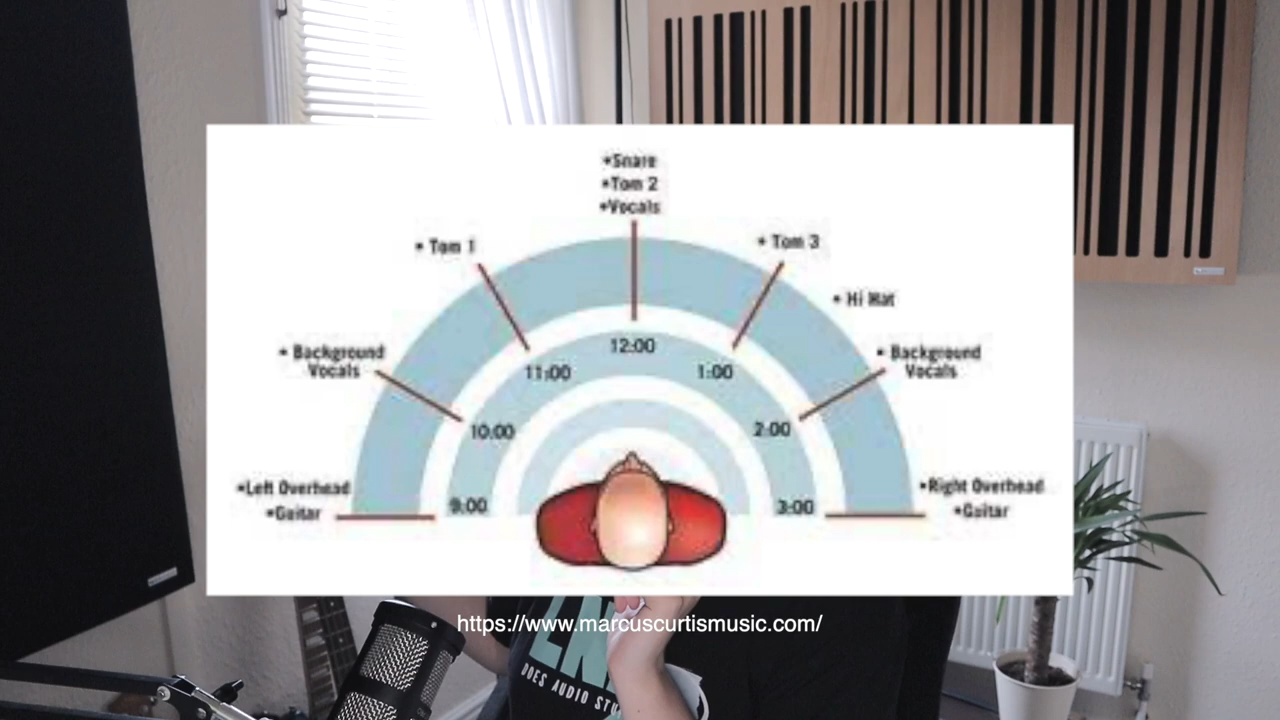 •Snare
•Tom 2
•Vocals
• Tom 1
• Tom 3
• Hi Hat
• Background
Vocals
• Background
Vocals
12:00
11:00
1:00
10:00
2:00
•Left Overhead
•Guitar
9:00
3:00
•Right Overhead
•Guitar
https://www.marcuscurtismusic.com/
DOES AUDIO